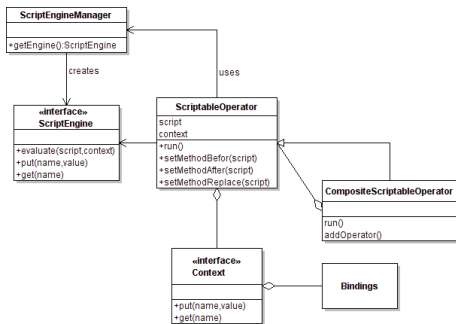 ScriptEngineManager
+getEngine():ScriptEngine
creates
uses
«interface»
ScriptEngine
+evaluate(script,context)
+put(name,value)
+get(name)
ScriptableOperator
script
context
+run()
+setMethodBefor(script)
+setMethodAfter(script)
+setMethodReplace(script)
CompositeScriptableOperator
run()
addOperator()
«interface»
Context
+put(name,value)
+get(name)
Bindings